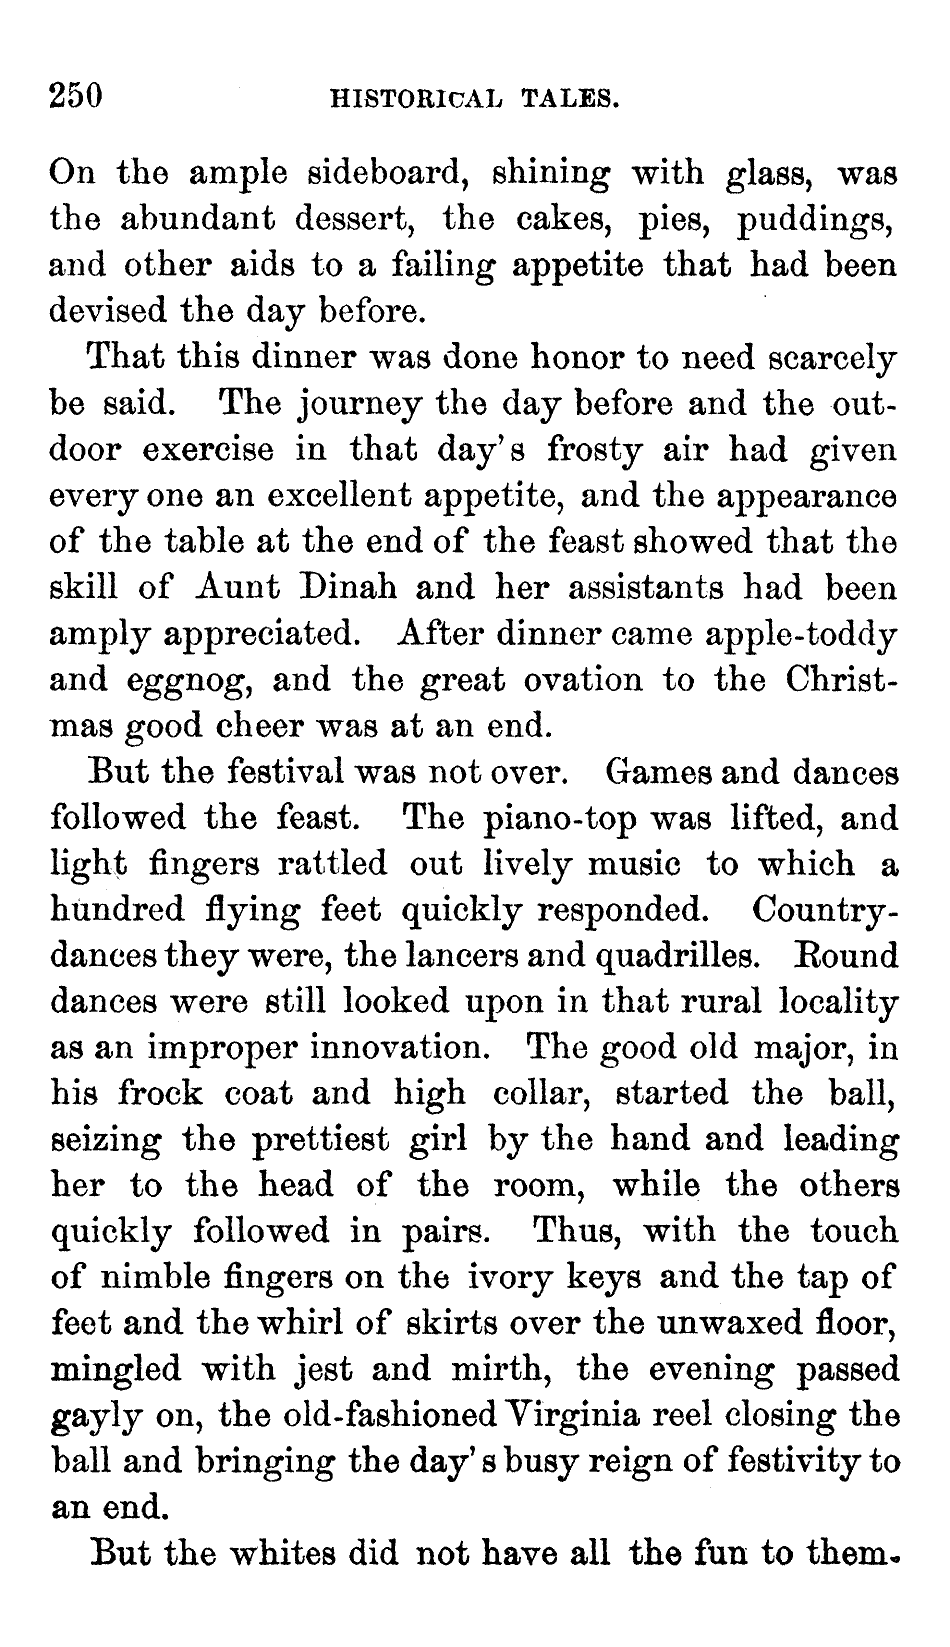 250 HISTORICAL TALES.
On the ample sideboard, shining with glass, was
the abundant dessert, the cakes, pies, puddings,
and other aids to a failing appetite that had been
devised the day before.
That this dinner was done honor to need scarcely
be said. The journey the day before and the out-
door exercise in that day's frosty air had given
every one an excellent appetite, and the appearance
of the table at the end of the feast showed that the
skill of Aunt Dinah and her assistants had been
amply appreciated. After dinner came apple-toddy
and eggnog, and the great ovation to the Christ-
mas good cheer was at an end.
But the festival was not over. Games and dances
followed the feast. The piano-top was lifted, and
light fingers rattled out lively music to which a
hundred flying feet quickly responded. Country-
dances they were, the lancers and quadrilles. Round
dances were still looked upon in that rural locality
as an improper innovation. The good old major, in
his frock coat and high collar, started the ball,
seizing the prettiest girl by the hand and leading
her to the head of the room, while the others
quickly followed in pairs. Thus, with the touch
of nimble fingers on the ivory keys and the tap of
feet and the whirl of skirts over the unwaxed floor,
mingled with jest and mirth, the evening passed
gayly on, the old-fashioned Virginia reel closing the
ball and bringing the day's busy reign of festivity to
an end.
But the whites did not have all the fun to them-